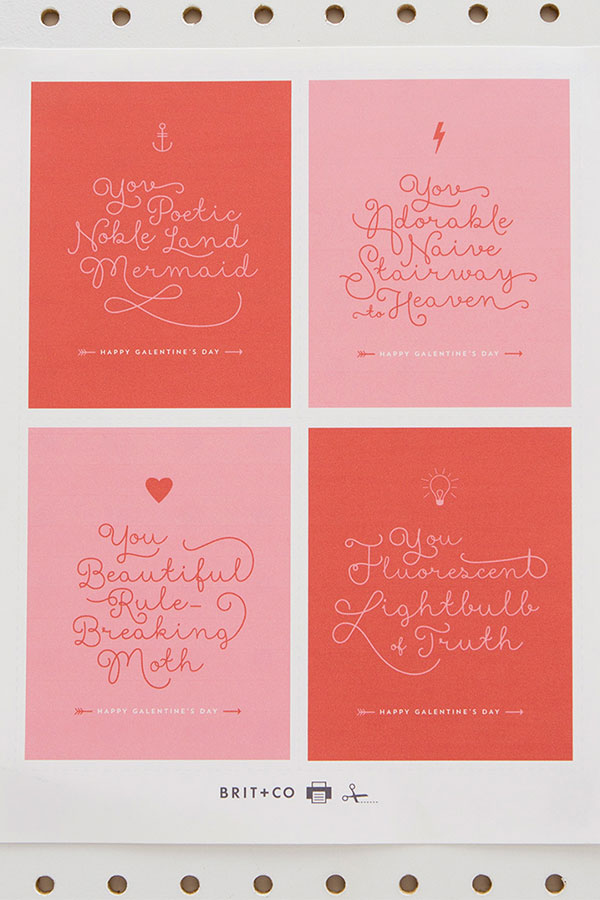 You
Poetic
Noble Land
Mermaid
HAPPY GALENTINE'S DAY
You
Adorable
Naive
Stairway
to Heaven
HAPPY GALENTINE'S DAY
You
Beautiful
Rule-
Breaking
Moth
HAPPY GALENTINE'S DAY
You
Fluorescent
Lightbulb
of Truth
HAPPY GALENTINE'S DAY
BRIT+CO